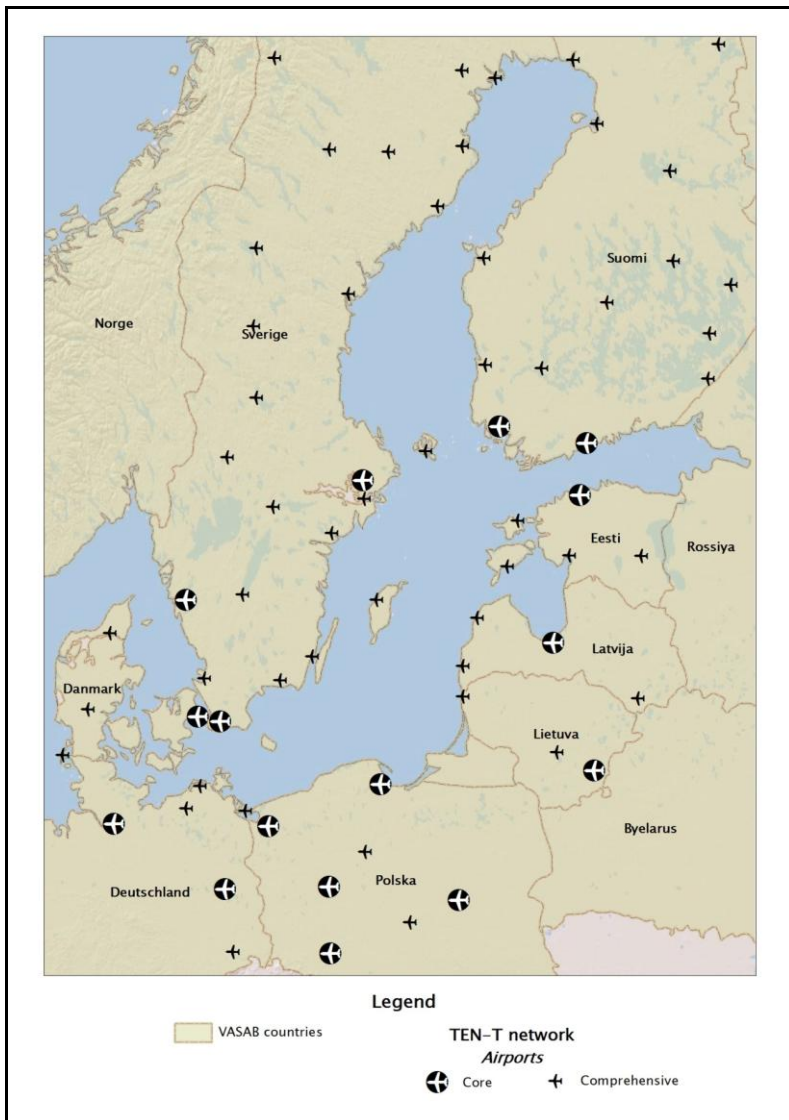 Suomi
Norge
Sverige
Eesti
Rossiya
Latvija
Danmark
Lietuva
Byelarus
Deutschland
Polska
Legend
VASAB countries
TEN-T network
Airports
Core
Comprehensive